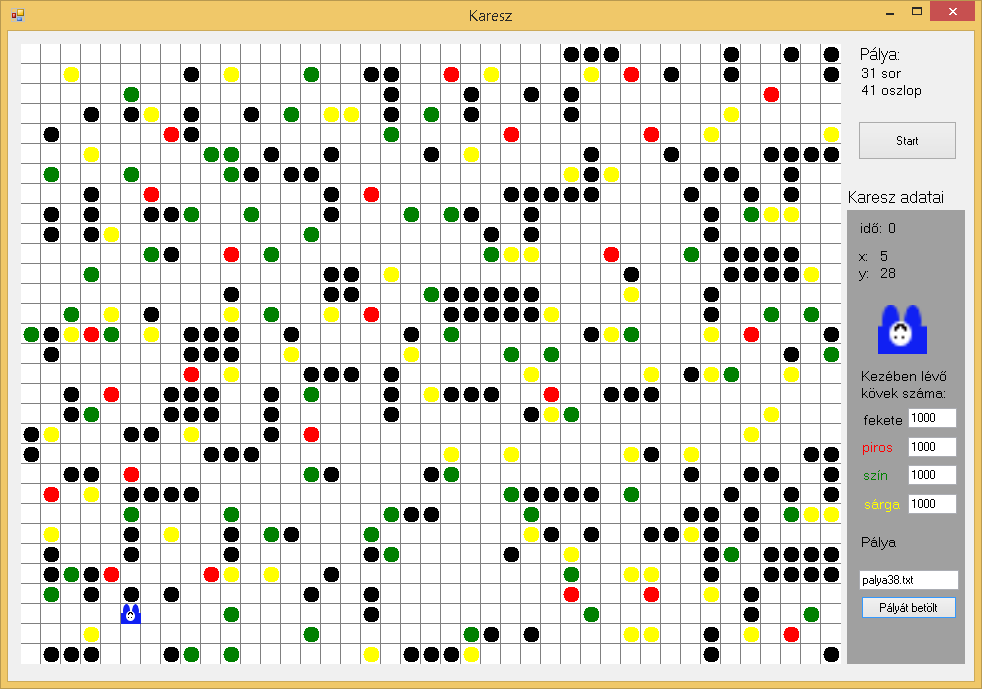 Karesz
Pálya:
31 sor
41 oszlop
Start
Karesz adatai
idő: 0
x: 5
y: 28
Kezében lévő
kövek száma:
fekete 1000
piros 1000
szín 1000
sárga 1000
Pálya
palya38.txt
Pályát betölt